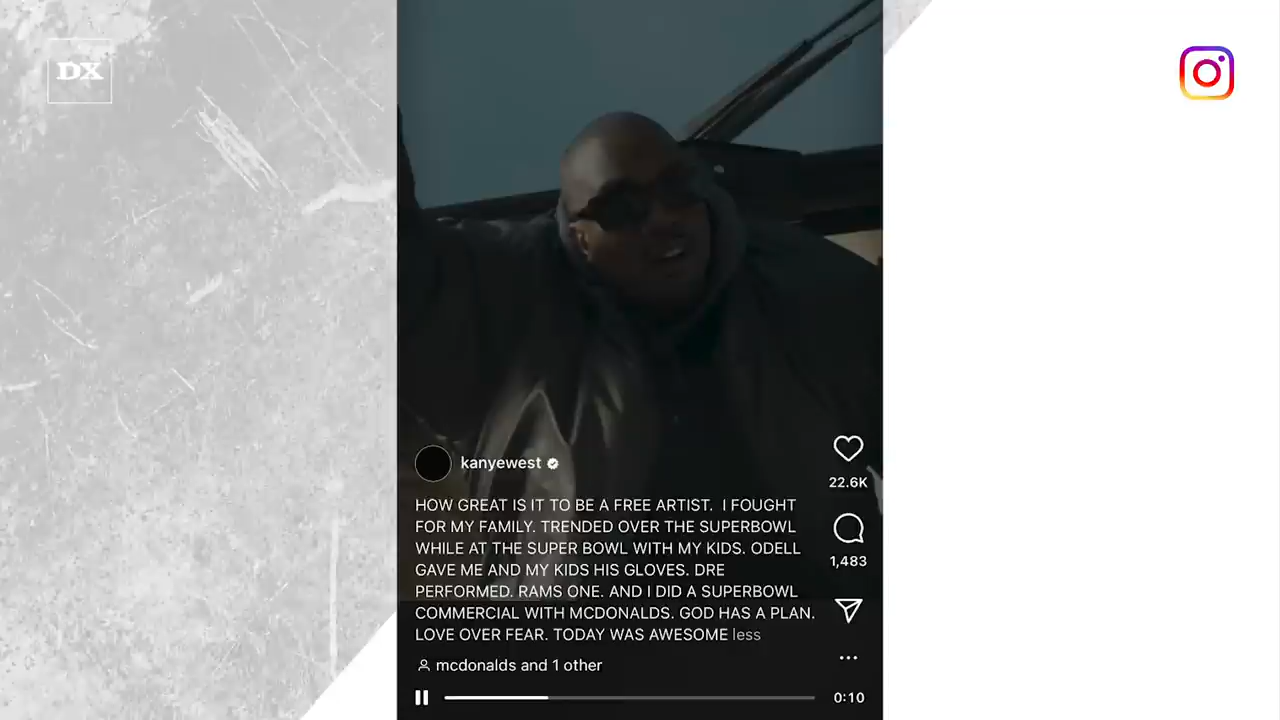 DX
kanyewest
22.6K
HOW GREAT IS IT TO BE A FREE ARTIST. I FOUGHT
FOR MY FAMILY. TRENDED OVER THE SUPERBOWL
WHILE AT THE SUPER BOWL WITH MY KIDS. ODELL
GAVE ME AND MY KIDS HIS GLOVES. DRE
PERFORMED. RAMS ONE. AND I DID A SUPERBOWL
COMMERCIAL WITH MCDONALDS. GOD HAS A PLAN.
LOVE OVER FEAR. TODAY WAS AWESOME less
1,483
mcdonalds and 1 other
0:10